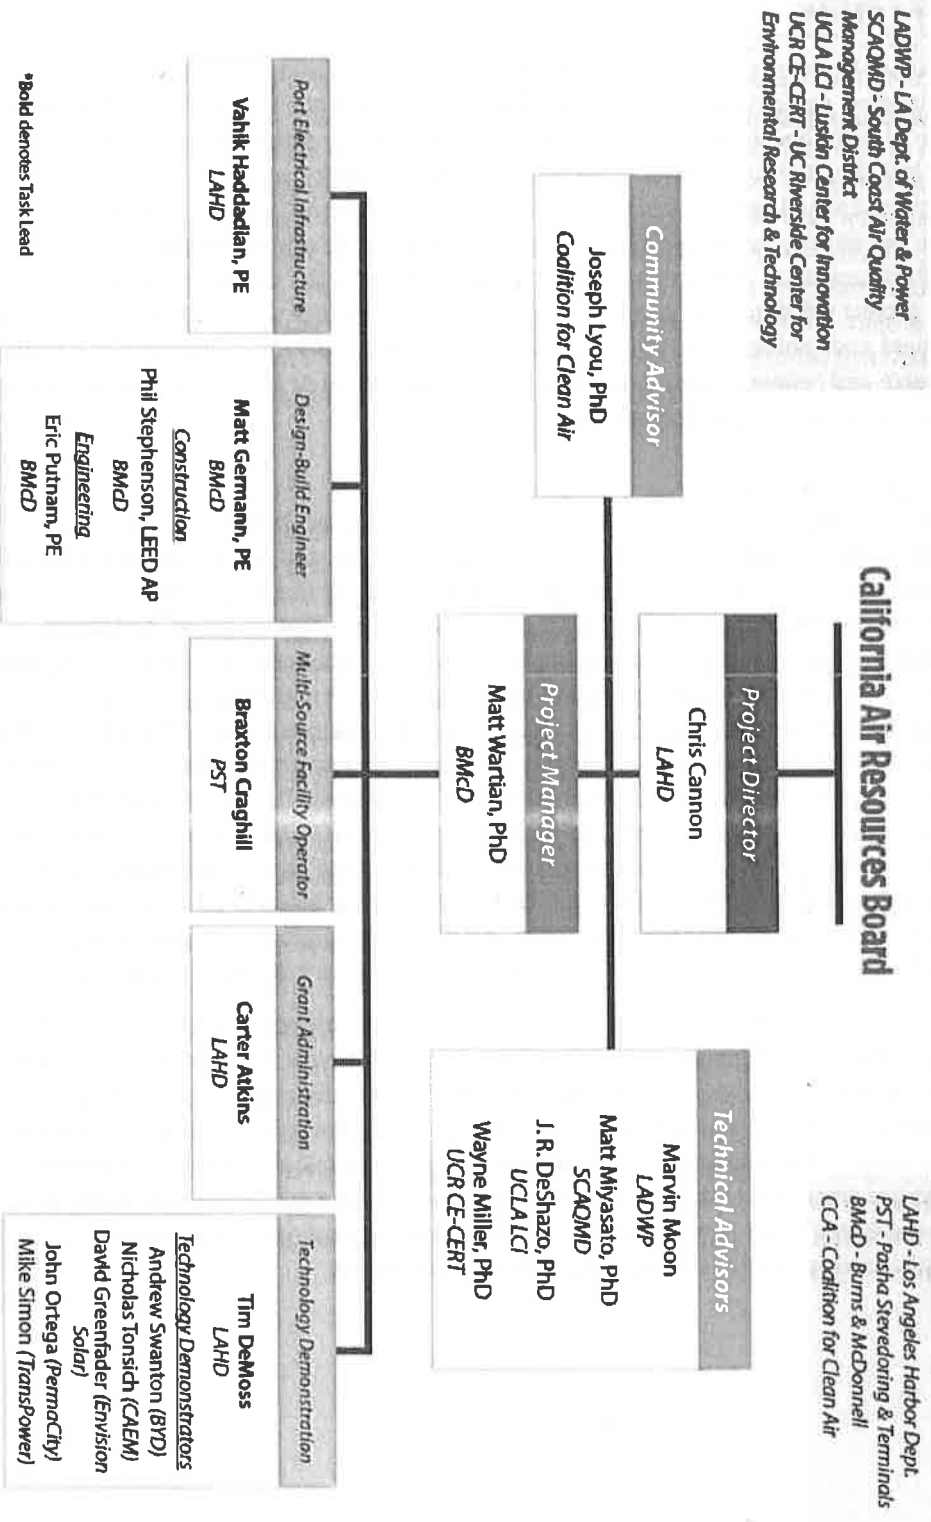 California Air Resources Board
LADWP - LA Dept. of Water & Power
SCAQMD - South Coast Air Quality
Management District
UCLA LCI - Luskin Center for Innovation
UCR CE-CERT - UC Riverside Center for
Environmental Research & Technology
LAHD - Los Angeles Harbor Dept.
PST - Pasha Stevedoring & Terminals
BMcD - Burns & McDonnell
CCA - Coalition for Clean Air
Project Director
Chris Cannon
LAHD
Community Advisor
Joseph Lyou, PhD
Coalition for Clean Air
Project Manager
Matt Wartian, PhD
BMcD
Technical Advisors
Marvin Moon
LADWP
Matt Miyasato, PhD
SCAQMD
J. R. DeShazo, PhD
UCLA LCI
Wayne Miller, PhD
UCR CE-CERT
Port Electrical Infrastructure
Vahik Haddadian, PE
LAHD
Design-Build Engineer
Matt Germann, PE
BMcD
Construction
Phil Stephenson, LEED AP
BMcD
Engineering
Eric Putnam, PE
BMcD
Multi-Source Facility Operator
Braxton Craghill
PST
Grant Administration
Carter Atkins
LAHD
Technology Demonstration
Tim DeMoss
LAHD
Technology Demonstrators
Andrew Swanton (BYD)
Nicholas Tonsich (CAEM)
David Greenfader (Envision
Solar)
John Ortega (PermaCity)
Mike Simon (TransPower)
*Bold denotes Task Lead